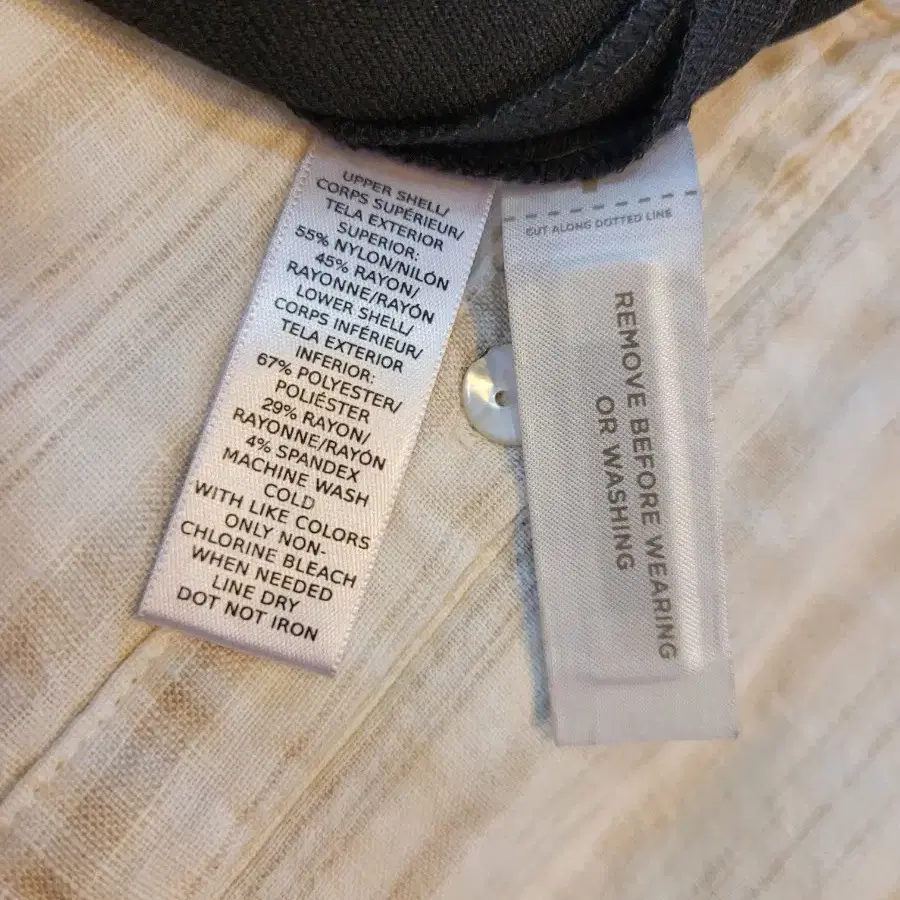 UPPER SHELL/
CORPS SUPÉRIEUR/
TELA EXTERIOR
SUPERIOR:
55% NYLON/NILÓN
45% RAYON/
RAYONNE/RAYÓN
LOWER SHELL/
CORPS INFÉRIEUR/
TELA EXTERIOR
INFERIOR:
67% POLYESTER/
POLIÉSTER
29% RAYON/
RAYONNE/RAYÓN
4% SPANDEX
MACHINE WASH
COLD
WITH LIKE COLORS
ONLY NON-
CHLORINE BLEACH
WHEN NEEDED
LINE DRY
DOT NOT IRON
CUT ALONG DOTTED LINE
REMOVE BEFORE WEARING
OR WASHING